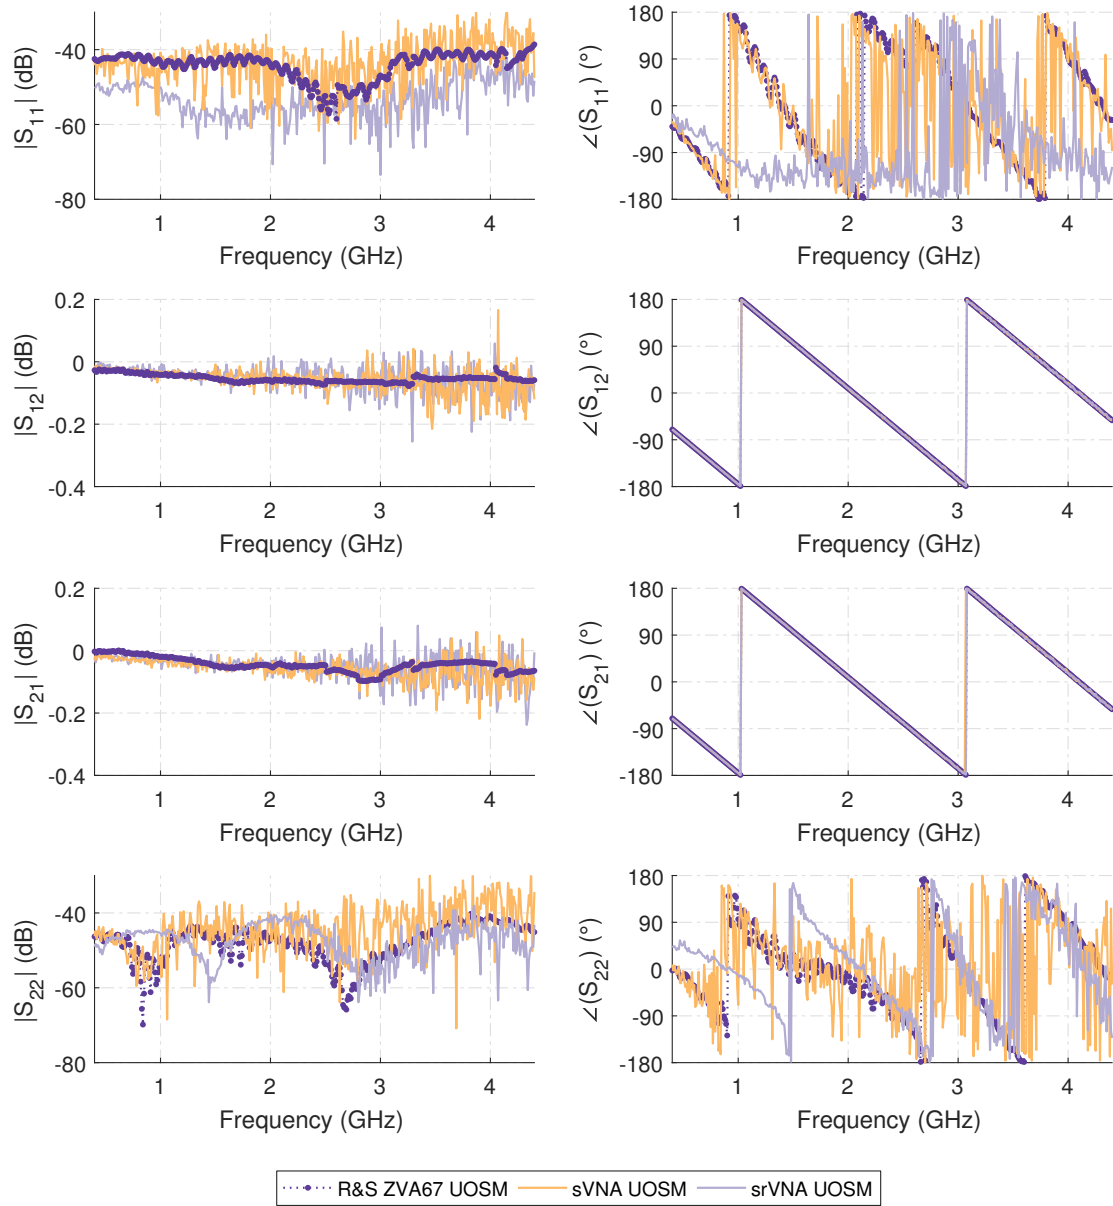 |S11| (dB)
-40
-60
-80
1 2 3 4
Frequency (GHz)
∠(S11) (°)
180
90
0
-90
-180
1 2 3 4
Frequency (GHz)
|S12| (dB)
0.2
0
-0.2
-0.4
1 2 3 4
Frequency (GHz)
∠(S12) (°)
180
90
0
-90
-180
1 2 3 4
Frequency (GHz)
|S21| (dB)
0.2
0
-0.2
-0.4
1 2 3 4
Frequency (GHz)
∠(S21) (°)
180
90
0
-90
-180
1 2 3 4
Frequency (GHz)
|S22| (dB)
-40
-60
-80
1 2 3 4
Frequency (GHz)
∠(S22) (°)
180
90
0
-90
-180
1 2 3 4
Frequency (GHz)
R&S ZVA67 UOSM sVNA UOSM srVNA UOSM